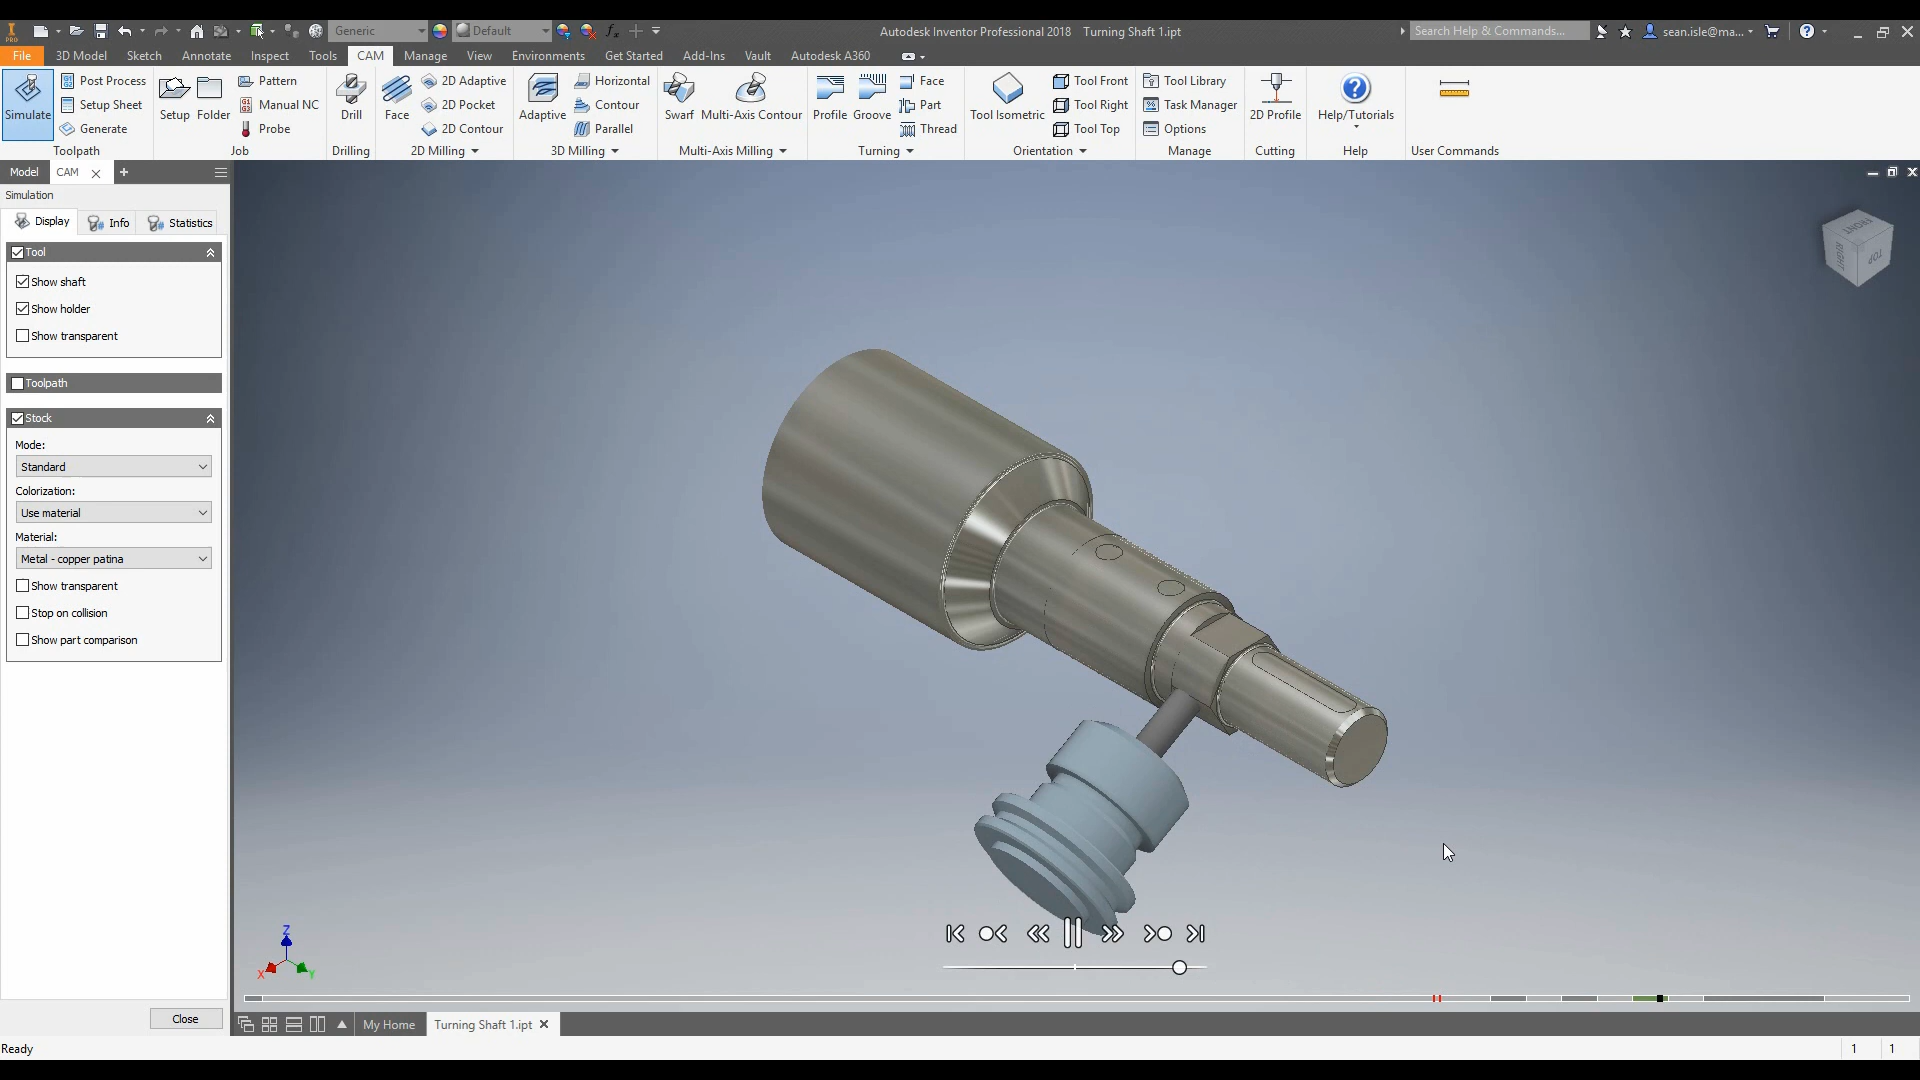 PRO
Generic
Default
Autodesk Inventor Professional 2018 Turning Shaft 1.ipt
Search Help & Commands...
sean.isle@ma...
File 3D Model Sketch Annotate Inspect Tools CAM Manage View Environments Get Started Add-Ins Vault Autodesk A360
Simulate
Post Process
Setup Sheet
Generate
Toolpath
Setup
Folder
Pattern
Manual NC
Probe
Job
Drill
Drilling
Face
2D Adaptive
2D Pocket
2D Contour
2D Milling
Adaptive
Horizontal
Contour
Parallel
3D Milling
Swarf
Multi-Axis Contour
Multi-Axis Milling
Profile
Groove
Face
Part
Thread
Turning
Tool Isometric
Tool Front
Tool Right
Tool Top
Orientation
Tool Library
Task Manager
Options
Manage
2D Profile
Cutting
Help/Tutorials
Help
User Commands
Model CAM
Simulation
Display Info Statistics
Tool
Show shaft
Show holder
Show transparent
Toolpath
Stock
Mode:
Standard
Colorization:
Use material
Material:
Metal - copper patina
Show transparent
Stop on collision
Show part comparison
Close
FRONT
RIGHT
TOP
Z
X
Y
My Home Turning Shaft 1.ipt
Ready
1 1